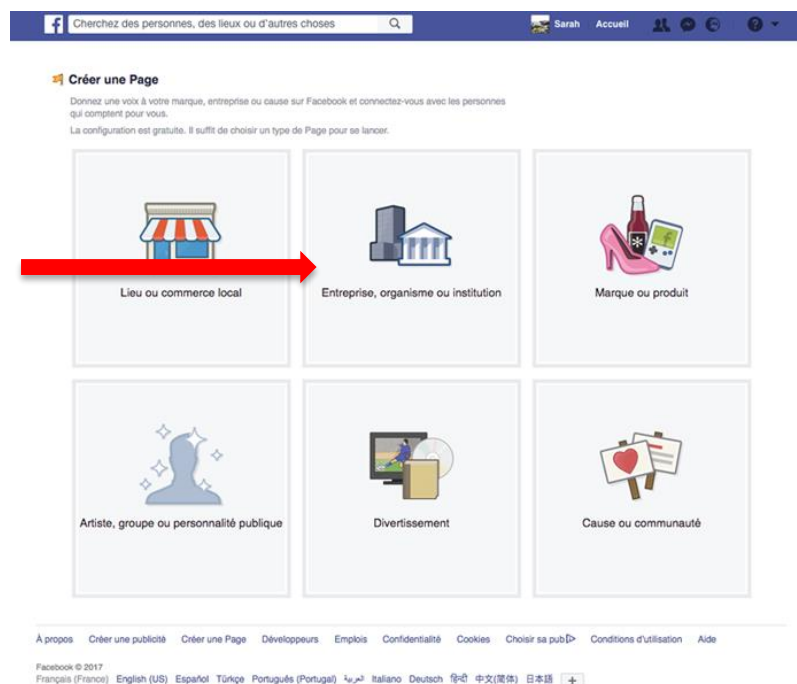 Cherchez des personnes, des lieux ou d'autres choses
Sarah Accueil
Créer une Page
Donnez une voix à votre marque, entreprise ou cause sur Facebook et connectez-vous avec les personnes
qui comptent pour vous.
La configuration est gratuite. Il suffit de choisir un type de Page pour se lancer.
Lieu ou commerce local
Entreprise, organisme ou institution
Marque ou produit
Artiste, groupe ou personnalité publique
Divertissement
Cause ou communauté
À propos Créer une publicité Créer une Page Développeurs Emplois Confidentialité Cookies Choisir sa pub Conditions d'utilisation Aide
Facebook © 2017
Français (France) English (US) Español Türkçe Português (Portugal) العربية Italiano Deutsch हिन्दी 中文(简体) 日本語 +